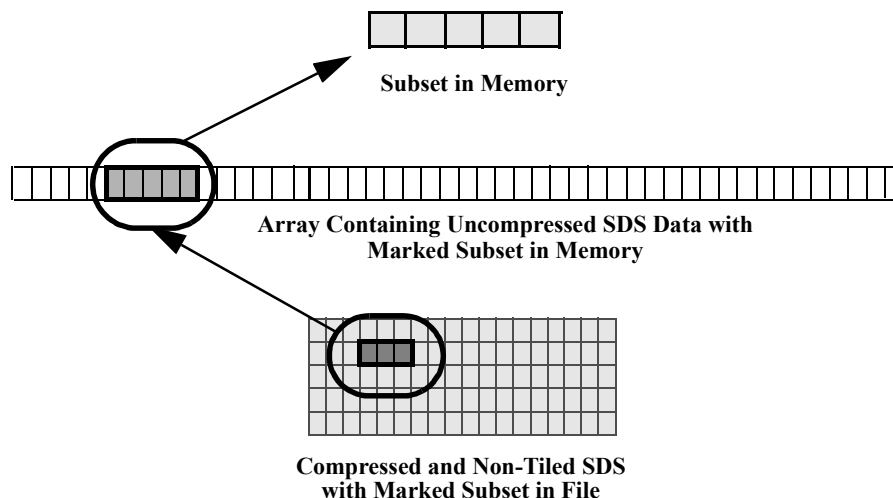 Subset in Memory
Array Containing Uncompressed SDS Data with
Marked Subset in Memory
Compressed and Non-Tiled SDS
with Marked Subset in File